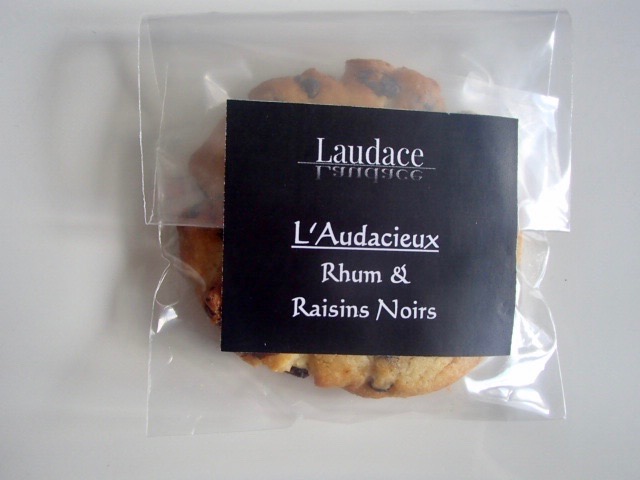 Laudace
L'Audacieux
Rhum &
Raisins Noirs